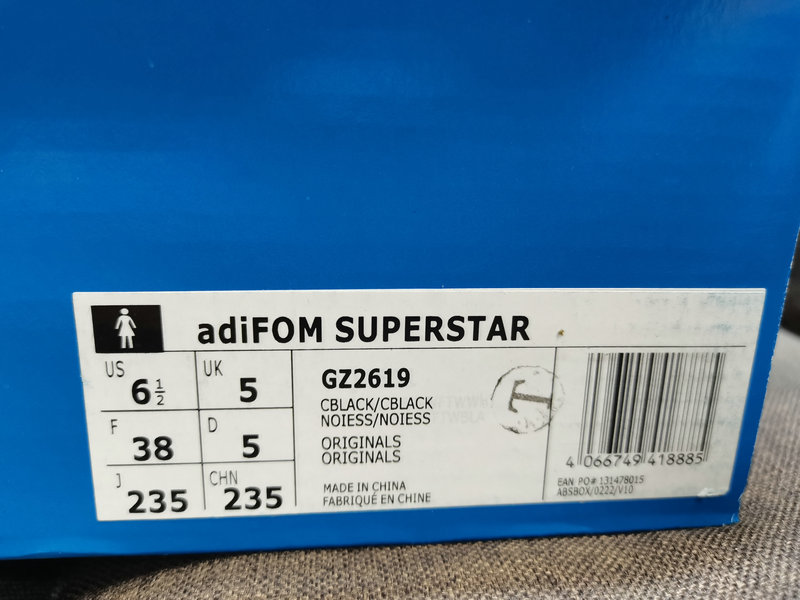 adiFOM SUPERSTAR
US 6½
UK 5
F 38
D 5
J 235
CHN 235
GZ2619
CBLACK/CBLACK
NOIESS/NOIESS
ORIGINALS
ORIGINALS
MADE IN CHINA
FABRIQUÉ EN CHINE
T
4 066749 418885
EAN PO# 131478015
ABSBOX/0222/V10